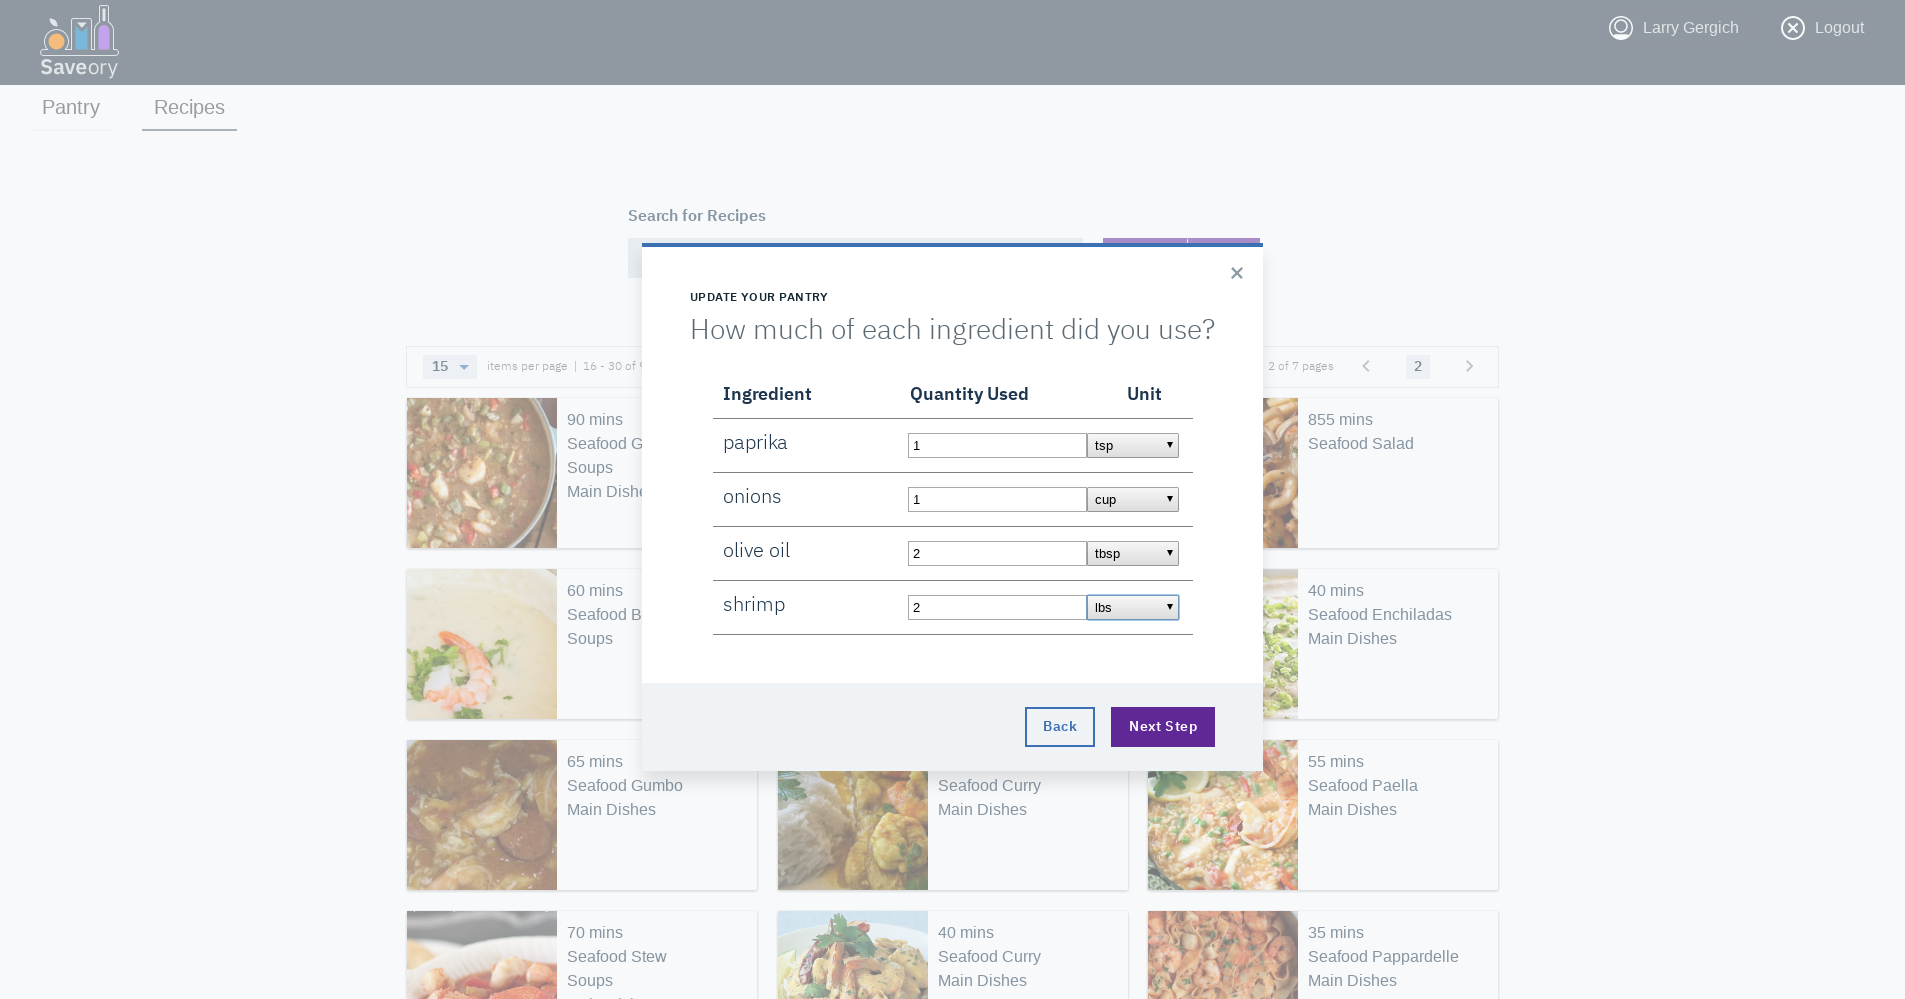 Saveory
Larry Gergich
Logout
Pantry
Recipes
Search for Recipes
UPDATE YOUR PANTRY
How much of each ingredient did you use?
Ingredient Quantity Used Unit
paprika 1 tsp
onions 1 cup
olive oil 2 tbsp
shrimp 2 lbs
Back Next Step
15 items per page | 16 - 30 of
2 of 7 pages 2
90 mins
Seafood
Soups
Main
855 mins
Seafood Salad
60 mins
Seafood
Soups
40 mins
Seafood Enchiladas
Main Dishes
65 mins
Seafood Gumbo
Main Dishes
Seafood Curry
Main Dishes
55 mins
Seafood Paella
Main Dishes
70 mins
Seafood Stew
Soups
40 mins
Seafood Curry
Main Dishes
35 mins
Seafood Pappardelle
Main Dishes